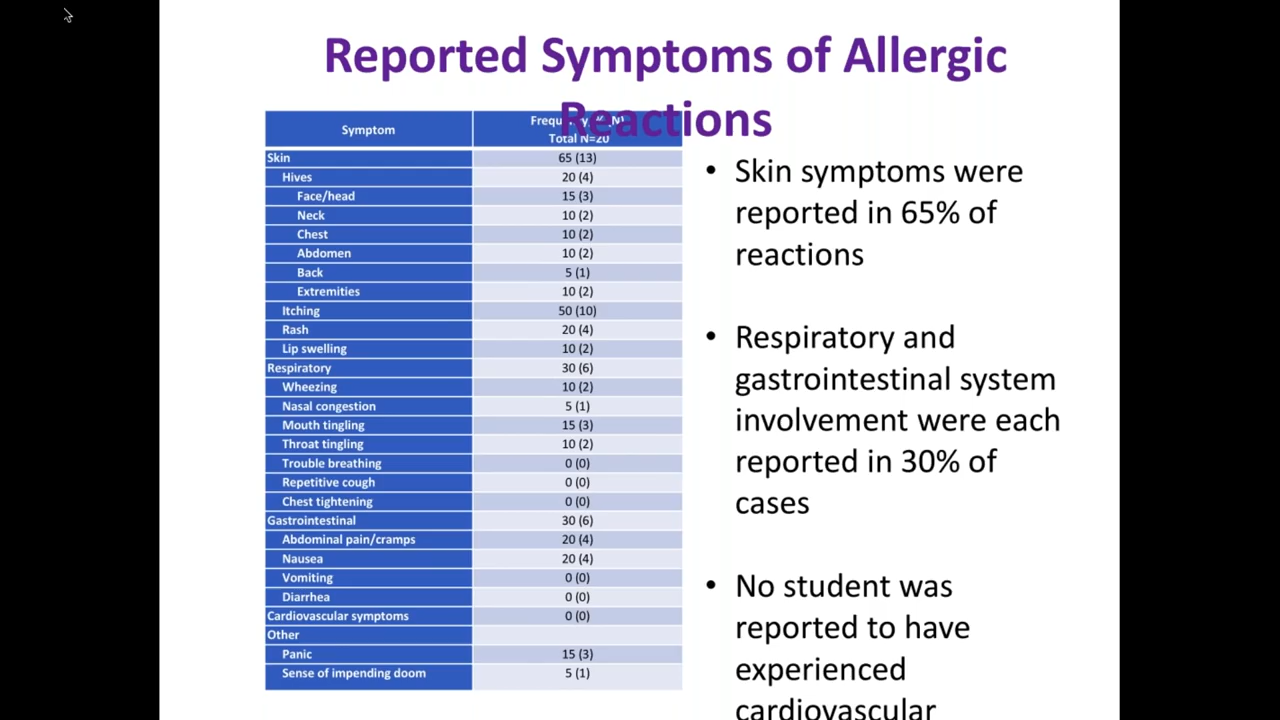 Reported Symptoms of Allergic
Reactions
Symptom
Frequency, % (N)
Total N=20
Skin 65 (13)
Hives 20 (4)
Face/head 15 (3)
Neck 10 (2)
Chest 10 (2)
Abdomen 10 (2)
Back 5 (1)
Extremities 10 (2)
Itching 50 (10)
Rash 20 (4)
Lip swelling 10 (2)
Respiratory 30 (6)
Wheezing 10 (2)
Nasal congestion 5 (1)
Mouth tingling 15 (3)
Throat tingling 10 (2)
Trouble breathing 0 (0)
Repetitive cough 0 (0)
Chest tightening 0 (0)
Gastrointestinal 30 (6)
Abdominal pain/cramps 20 (4)
Nausea 20 (4)
Vomiting 0 (0)
Diarrhea 0 (0)
Cardiovascular symptoms 0 (0)
Other
Panic 15 (3)
Sense of impending doom 5 (1)
• Skin symptoms were
reported in 65% of
reactions
• Respiratory and
gastrointestinal system
involvement were each
reported in 30% of
cases
• No student was
reported to have
experienced
cardiovascular